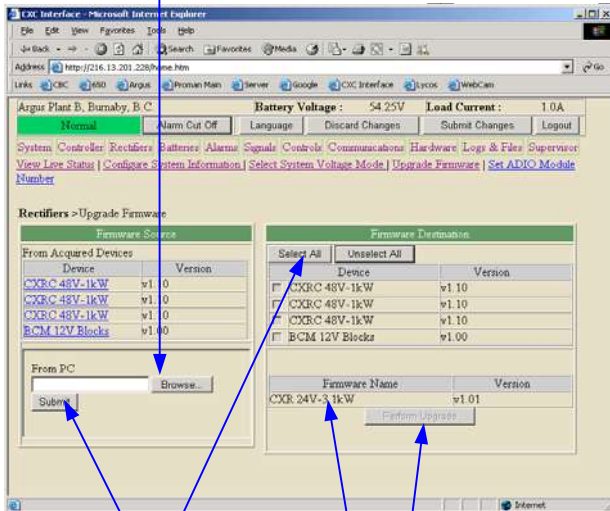 CXC Interface - Microsoft Internet Explorer
File Edit View Favorites Tools Help
Back Search Favorites Media
Address http://216.13.201.228/home.htm Go
Links CBC 650 Argus Proman Main Server Google CXC Interface Lycos WebCam
Argus Plant B, Burnaby, B.C. Battery Voltage : 54.25V Load Current : 1.0A
Normal Alarm Cut Off Language Discard Changes Submit Changes Logout
System Controller Rectifiers Batteries Alarms Signals Controls Communications Hardware Logs & Files Supervisor
View Live Status | Configure System Information | Select System Voltage Mode | Upgrade Firmware | Set ADIO Module
Number
Rectifiers >Upgrade Firmware
Firmware Source
From Acquired Devices
Device Version
CXRC 48V-1kW v1.10
CXRC 48V-1kW v1.10
CXRC 48V-1kW v1.10
BCM 12V Blocks v1.00
From PC
Browse...
Submit
Firmware Destination
Select All Unselect All
Device Version
CXRC 48V-1kW v1.10
CXRC 48V-1kW v1.10
CXRC 48V-1kW v1.10
BCM 12V Blocks v1.00
Firmware Name Version
CXR 24V-3.1kW v1.01
Perform Upgrade
Internet